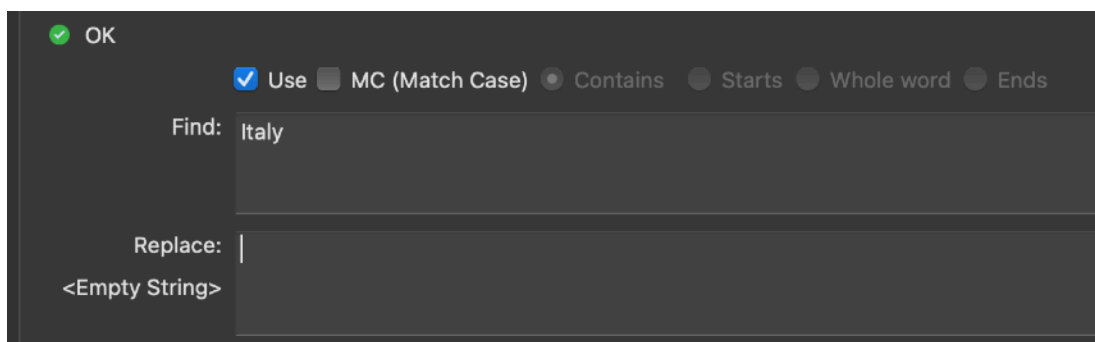 OK
Use MC (Match Case) Contains Starts Whole word Ends
Find: Italy
Replace:
<Empty String>